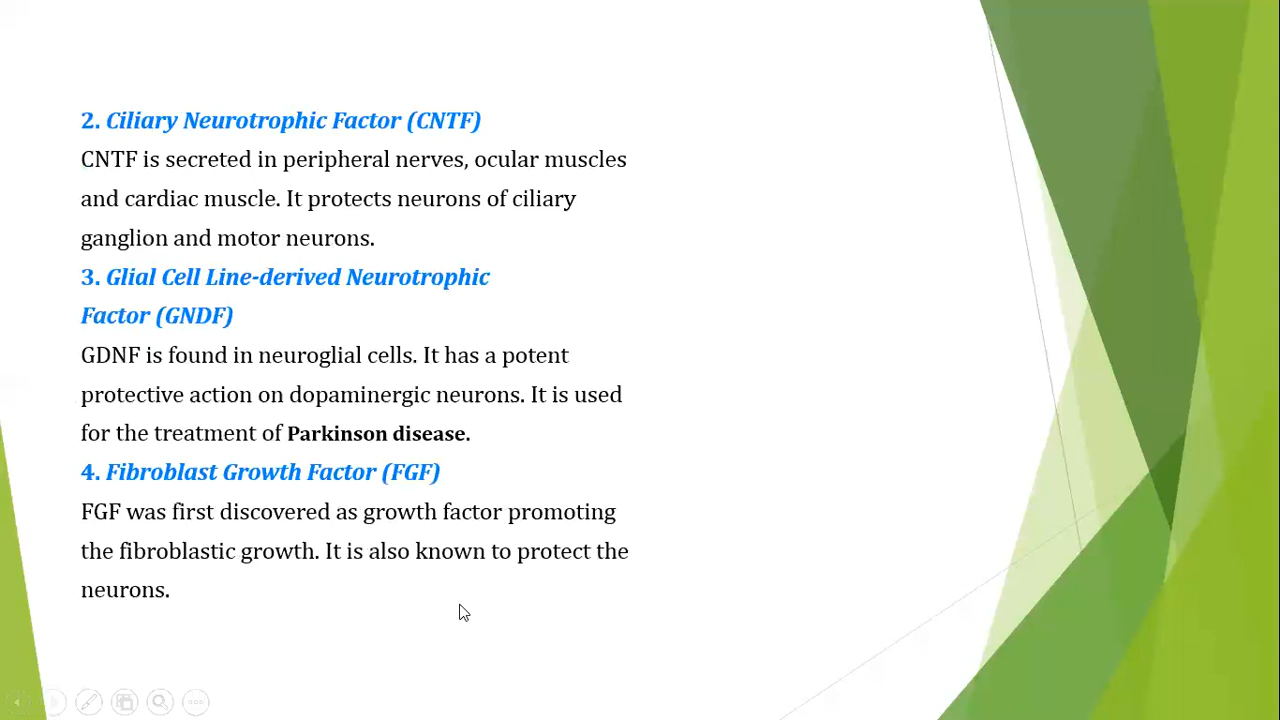 2. Ciliary Neurotrophic Factor (CNTF)
CNTF is secreted in peripheral nerves, ocular muscles
and cardiac muscle. It protects neurons of ciliary
ganglion and motor neurons.
3. Glial Cell Line-derived Neurotrophic
Factor (GNDF)
GDNF is found in neuroglial cells. It has a potent
protective action on dopaminergic neurons. It is used
for the treatment of Parkinson disease.
4. Fibroblast Growth Factor (FGF)
FGF was first discovered as growth factor promoting
the fibroblastic growth. It is also known to protect the
neurons.